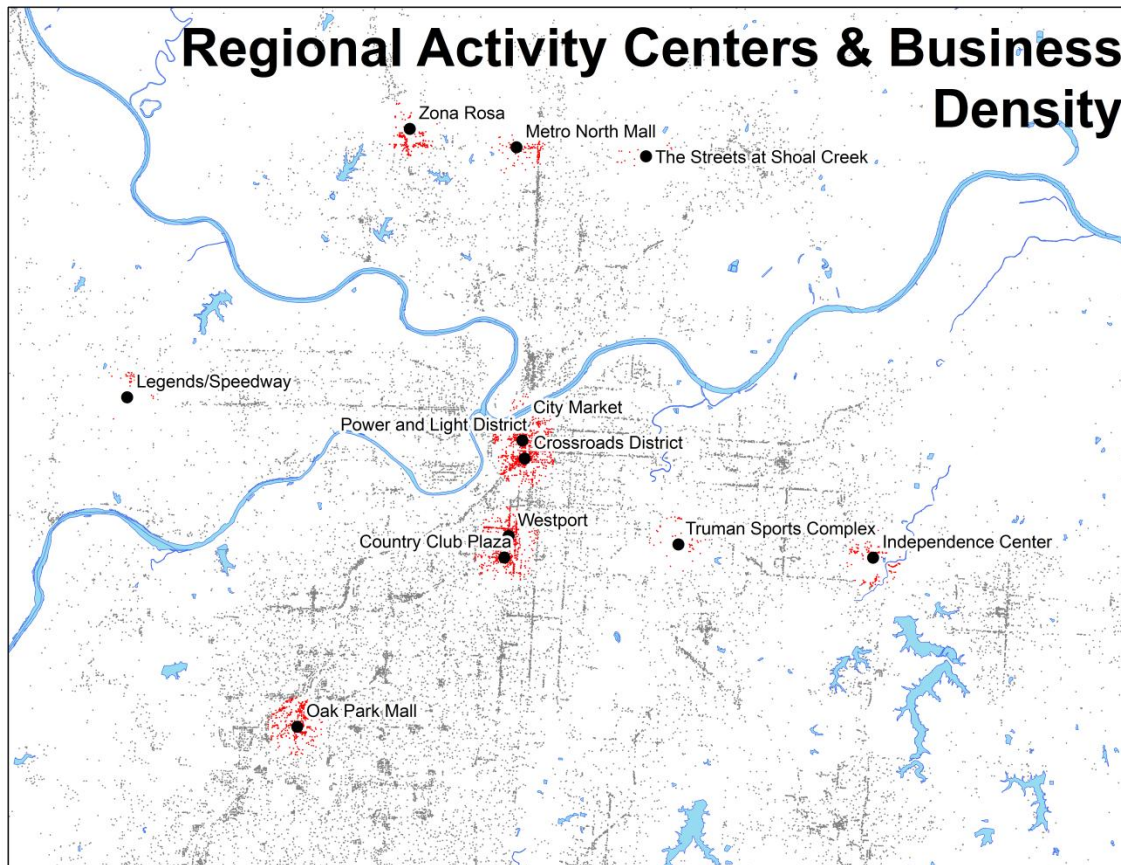 Regional Activity Centers & Business
Density
Zona Rosa
Metro North Mall
The Streets at Shoal Creek
Legends/Speedway
City Market
Power and Light District
Crossroads District
Westport
Truman Sports Complex
Country Club Plaza
Independence Center
Oak Park Mall